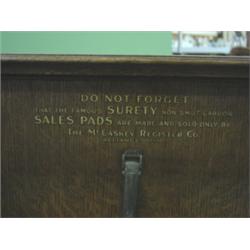 DO NOT FORGET
THAT THE FAMOUS SURETY NON SMUT CARBON
SALES PADS ARE MADE AND SOLD ONLY BY
THE McCASKEY REGISTER CO.
ALLIANCE